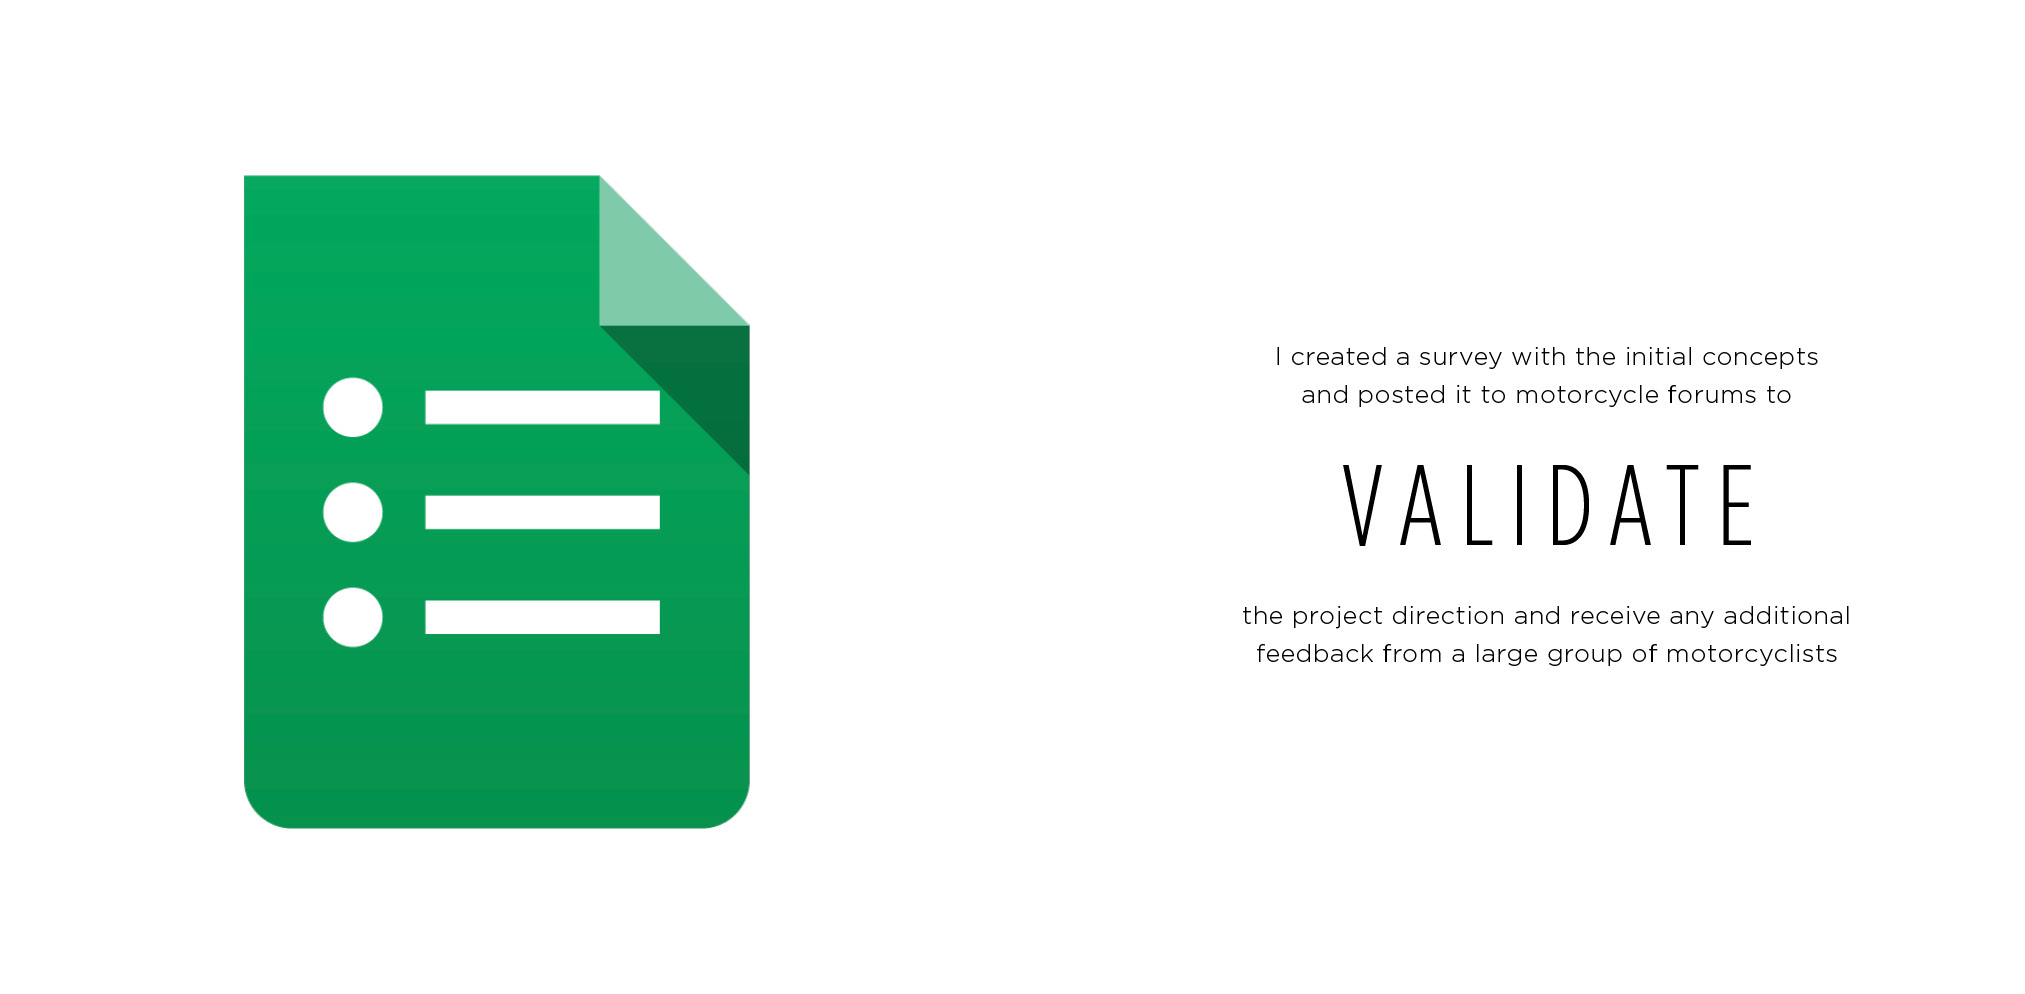 I created a survey with the initial concepts
and posted it to motorcycle forums to
VALIDATE
the project direction and receive any additional
feedback from a large group of motorcyclists